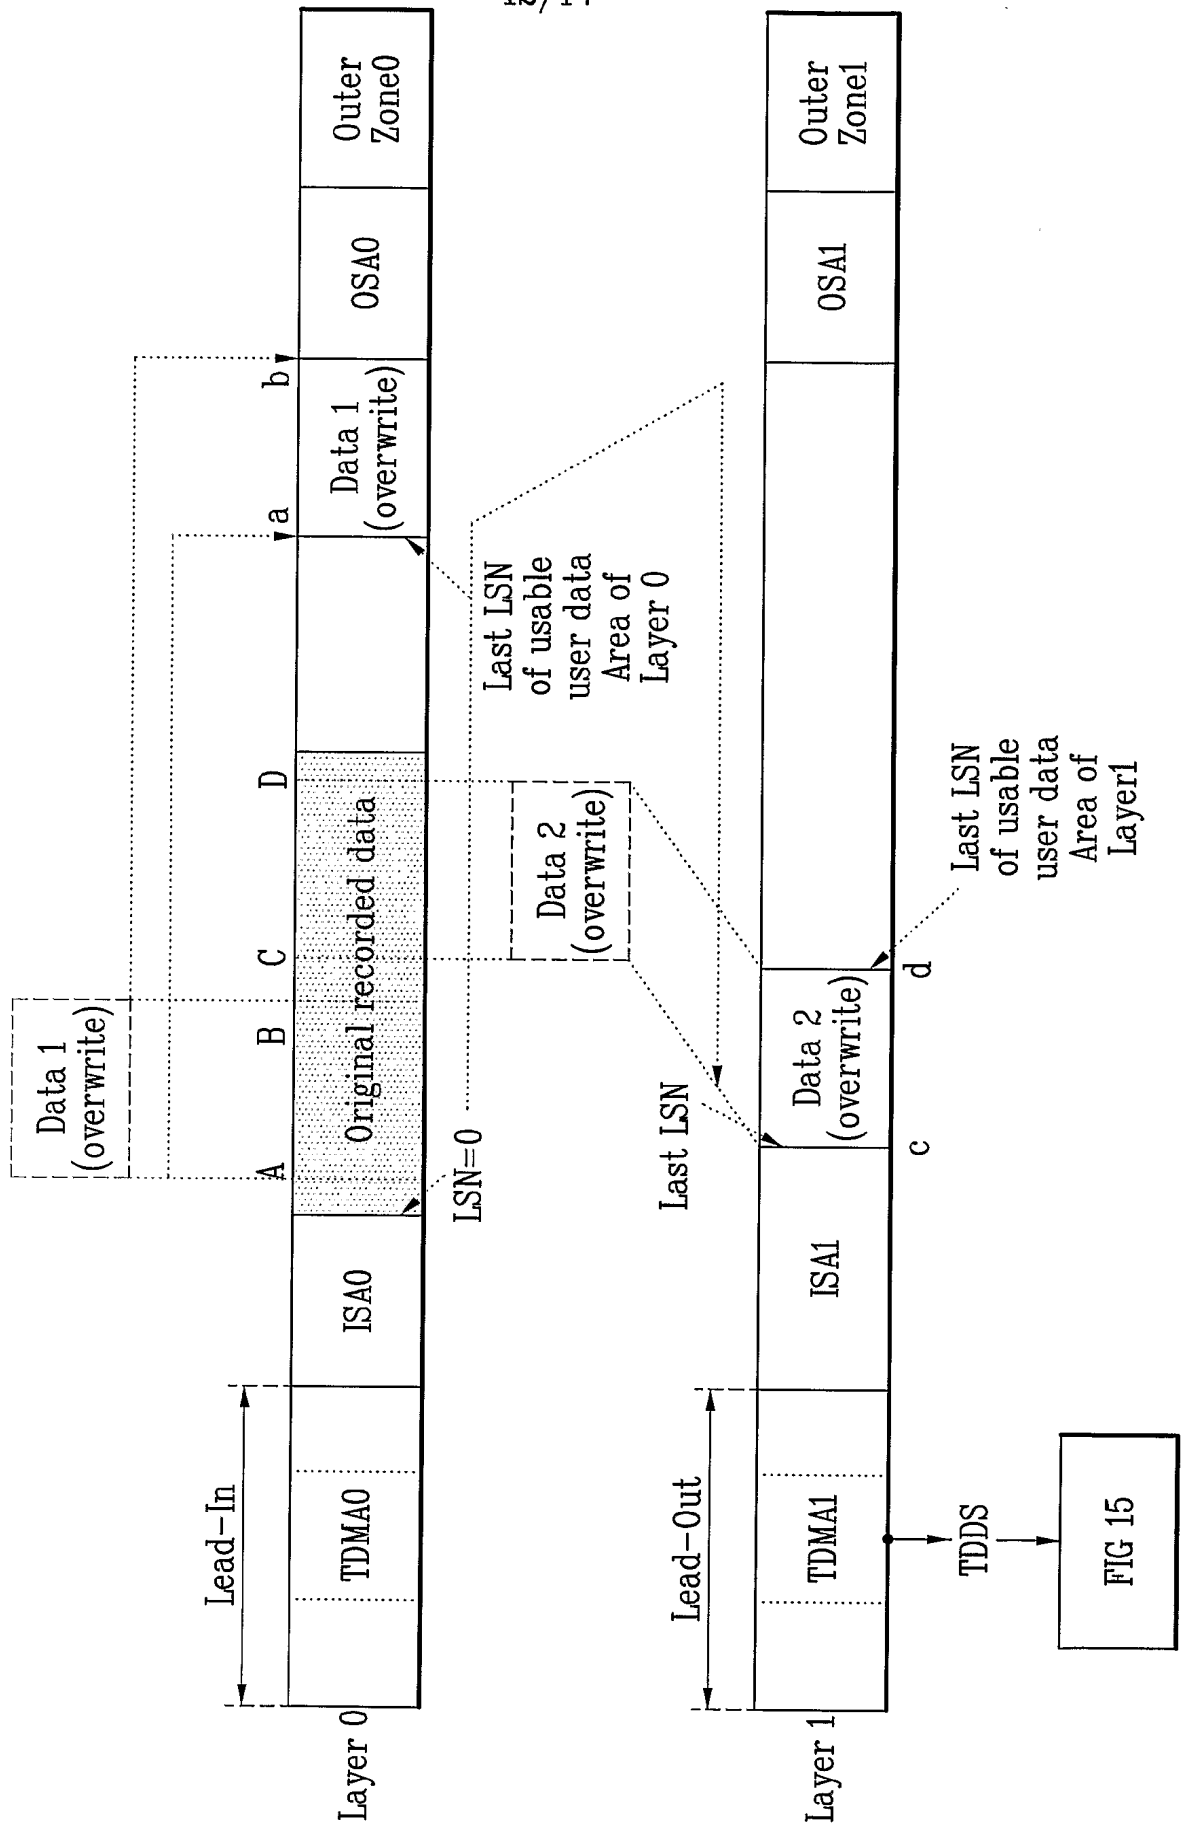 Data 1
(overwrite)
A
B
C
D
a
b
Lead-In
Layer 0
TDMA0
ISA0
Original recorded data
Data 1
(overwrite)
OSA0
Outer
Zone0
LSN=0
Data 2
(overwrite)
Last LSN
of usable
user data
Area of
Layer 0
Last LSN
Lead-Out
Layer 1
TDMA1
ISA1
Data 2
(overwrite)
OSA1
Outer
Zone1
c
d
Last LSN
of usable
user data
Area of
Layer1
TDDS
FIG 15